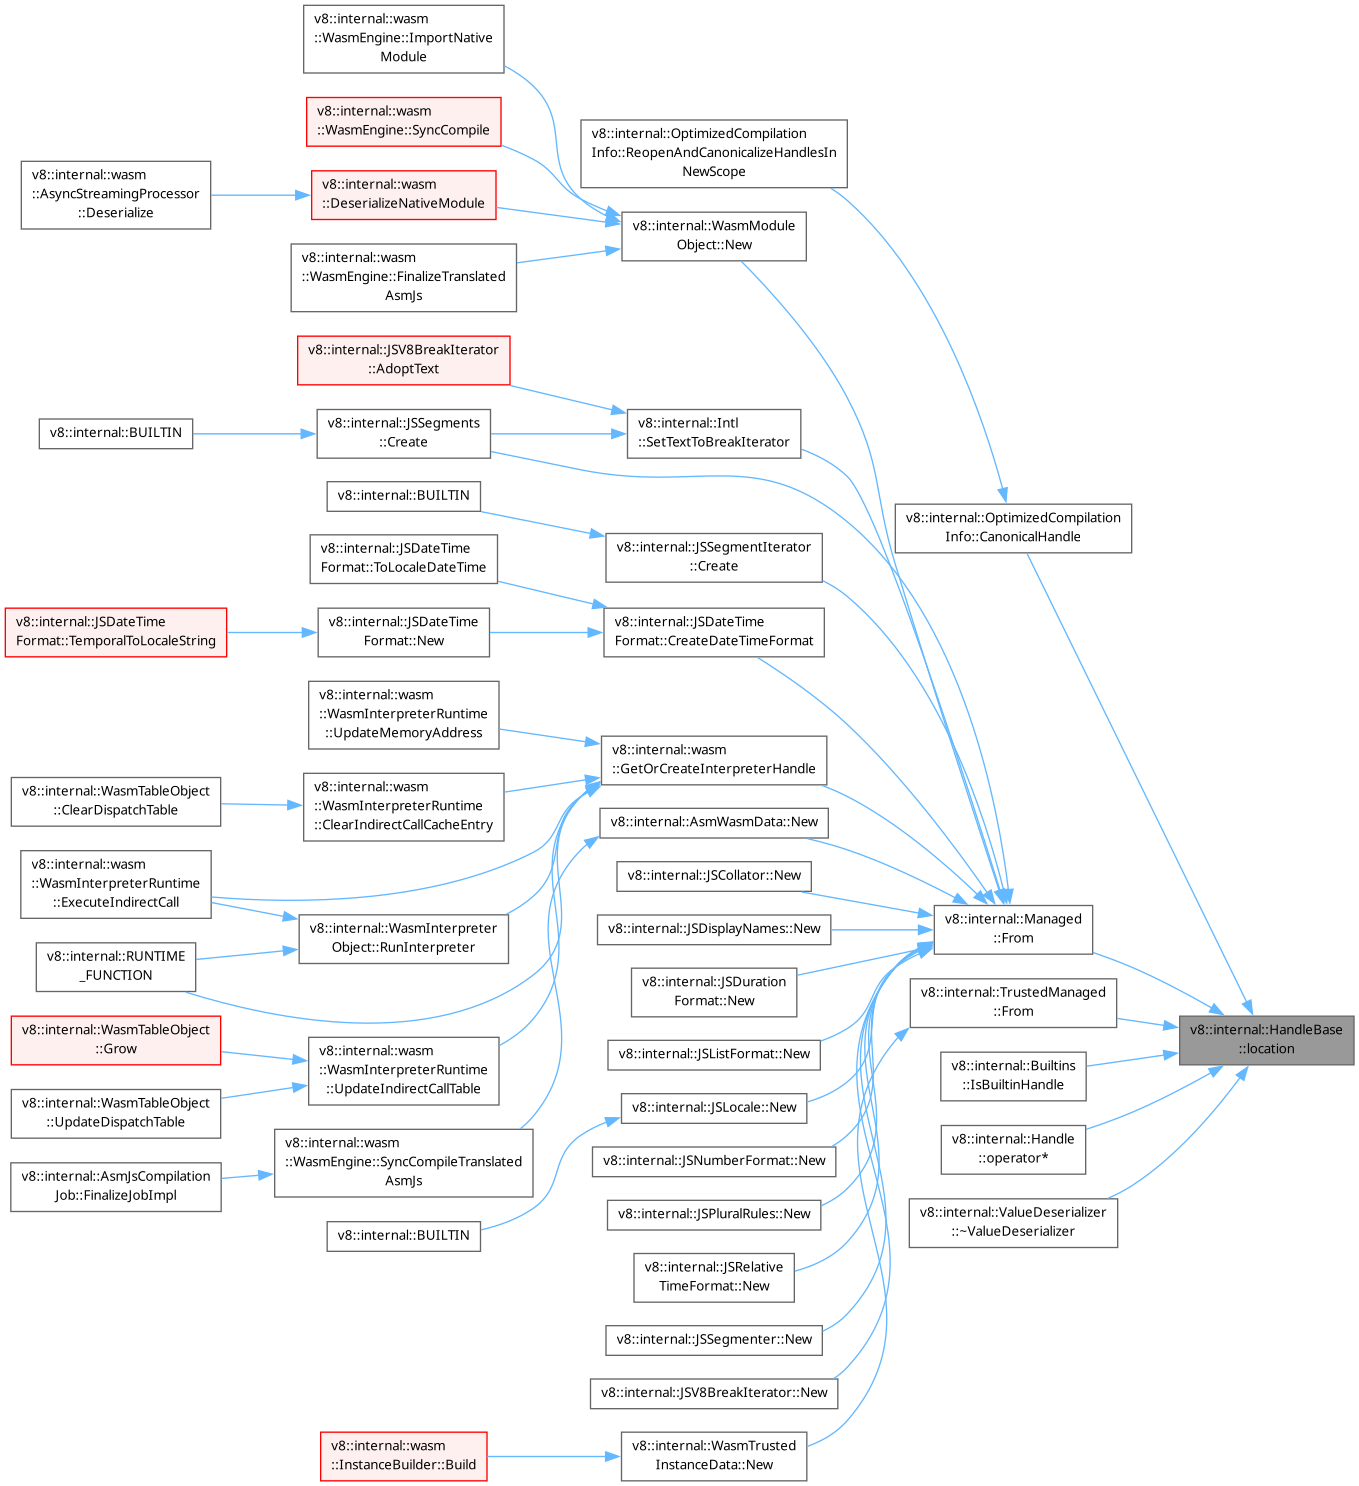 v8::internal::wasm
::WasmEngine::ImportNative
Module
v8::internal::wasm
::WasmEngine::SyncCompile
v8::internal::OptimizedCompilation
Info::ReopenAndCanonicalizeHandlesIn
NewScope
v8::internal::wasm
::AsyncStreamingProcessor
::Deserialize
v8::internal::wasm
::DeserializeNativeModule
v8::internal::WasmModule
Object::New
v8::internal::wasm
::WasmEngine::FinalizeTranslated
AsmJs
v8::internal::JSV8BreakIterator
::AdoptText
v8::internal::BUILTIN
v8::internal::JSSegments
::Create
v8::internal::Intl
::SetTextToBreakIterator
v8::internal::BUILTIN
v8::internal::OptimizedCompilation
Info::CanonicalHandle
v8::internal::JSDateTime
Format::ToLocaleDateTime
v8::internal::JSSegmentIterator
::Create
v8::internal::JSDateTime
Format::TemporalToLocaleString
v8::internal::JSDateTime
Format::New
v8::internal::JSDateTime
Format::CreateDateTimeFormat
v8::internal::wasm
::WasmInterpreterRuntime
::UpdateMemoryAddress
v8::internal::wasm
::GetOrCreateInterpreterHandle
v8::internal::WasmTableObject
::ClearDispatchTable
v8::internal::wasm
::WasmInterpreterRuntime
::ClearIndirectCallCacheEntry
v8::internal::AsmWasmData::New
v8::internal::wasm
::WasmInterpreterRuntime
::ExecuteIndirectCall
v8::internal::JSCollator::New
v8::internal::WasmInterpreter
Object::RunInterpreter
v8::internal::JSDisplayNames::New
v8::internal::Managed
::From
v8::internal::RUNTIME
_FUNCTION
v8::internal::JSDuration
Format::New
v8::internal::TrustedManaged
::From
v8::internal::WasmTableObject
::Grow
v8::internal::wasm
::WasmInterpreterRuntime
::UpdateIndirectCallTable
v8::internal::JSListFormat::New
v8::internal::HandleBase
::location
v8::internal::Builtins
::IsBuiltinHandle
v8::internal::WasmTableObject
::UpdateDispatchTable
v8::internal::JSLocale::New
v8::internal::Handle
::operator*
v8::internal::AsmJsCompilation
Job::FinalizeJobImpl
v8::internal::wasm
::WasmEngine::SyncCompileTranslated
AsmJs
v8::internal::JSNumberFormat::New
v8::internal::ValueDeserializer
::~ValueDeserializer
v8::internal::BUILTIN
v8::internal::JSPluralRules::New
v8::internal::JSRelative
TimeFormat::New
v8::internal::JSSegmenter::New
v8::internal::JSV8BreakIterator::New
v8::internal::wasm
::InstanceBuilder::Build
v8::internal::WasmTrusted
InstanceData::New